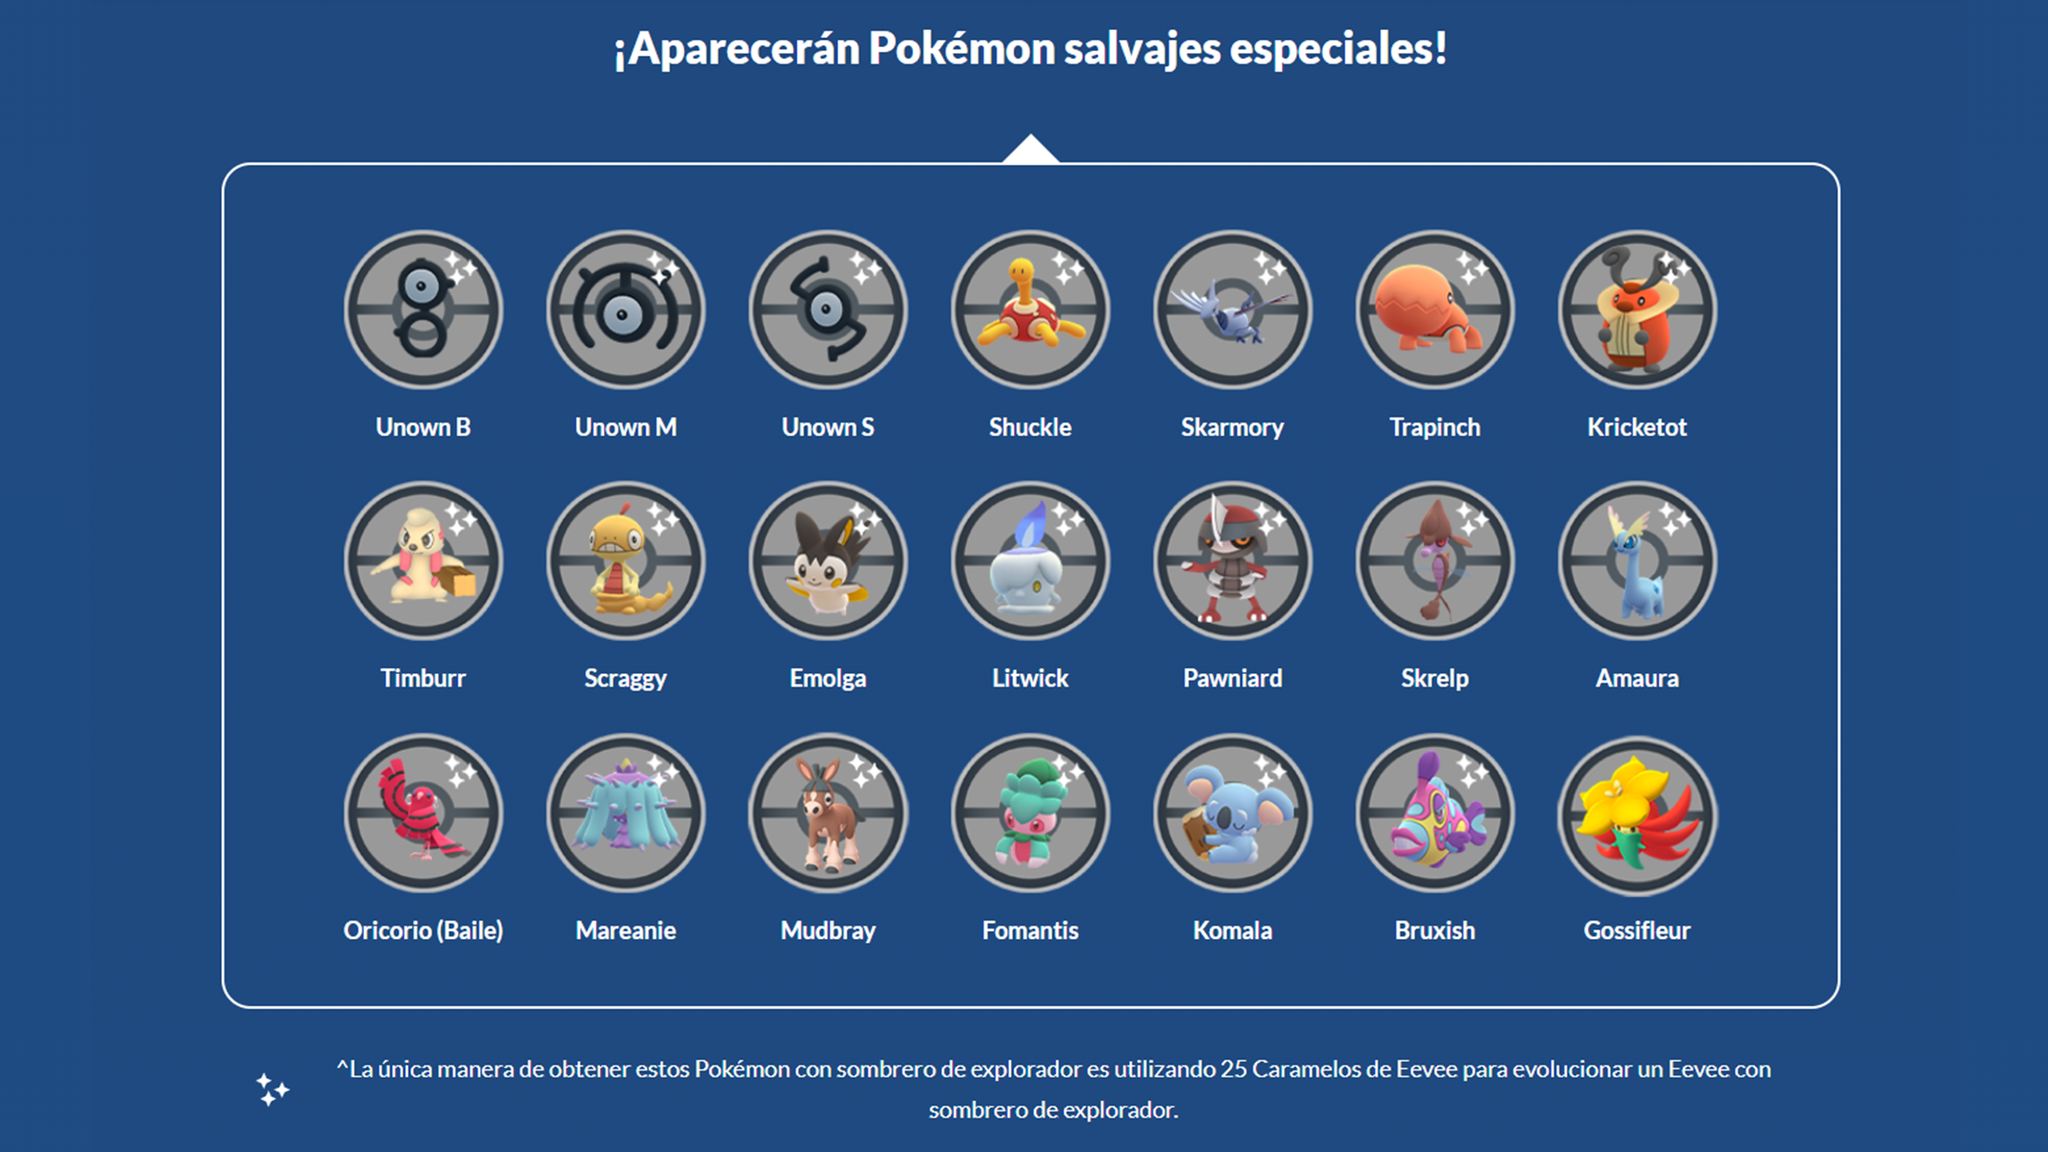 ¡Aparecerán Pokémon salvajes especiales!
Unown B
Unown M
Unown S
Shuckle
Skarmory
Trapinch
Kricketot
Timburr
Scraggy
Emolga
Litwick
Pawniard
Skrelp
Amaura
Oricorio (Baile)
Mareanie
Mudbray
Fomantis
Komala
Bruxish
Gossifleur
^La única manera de obtener estos Pokémon con sombrero de explorador es utilizando 25 Caramelos de Eevee para evolucionar un Eevee con
sombrero de explorador.